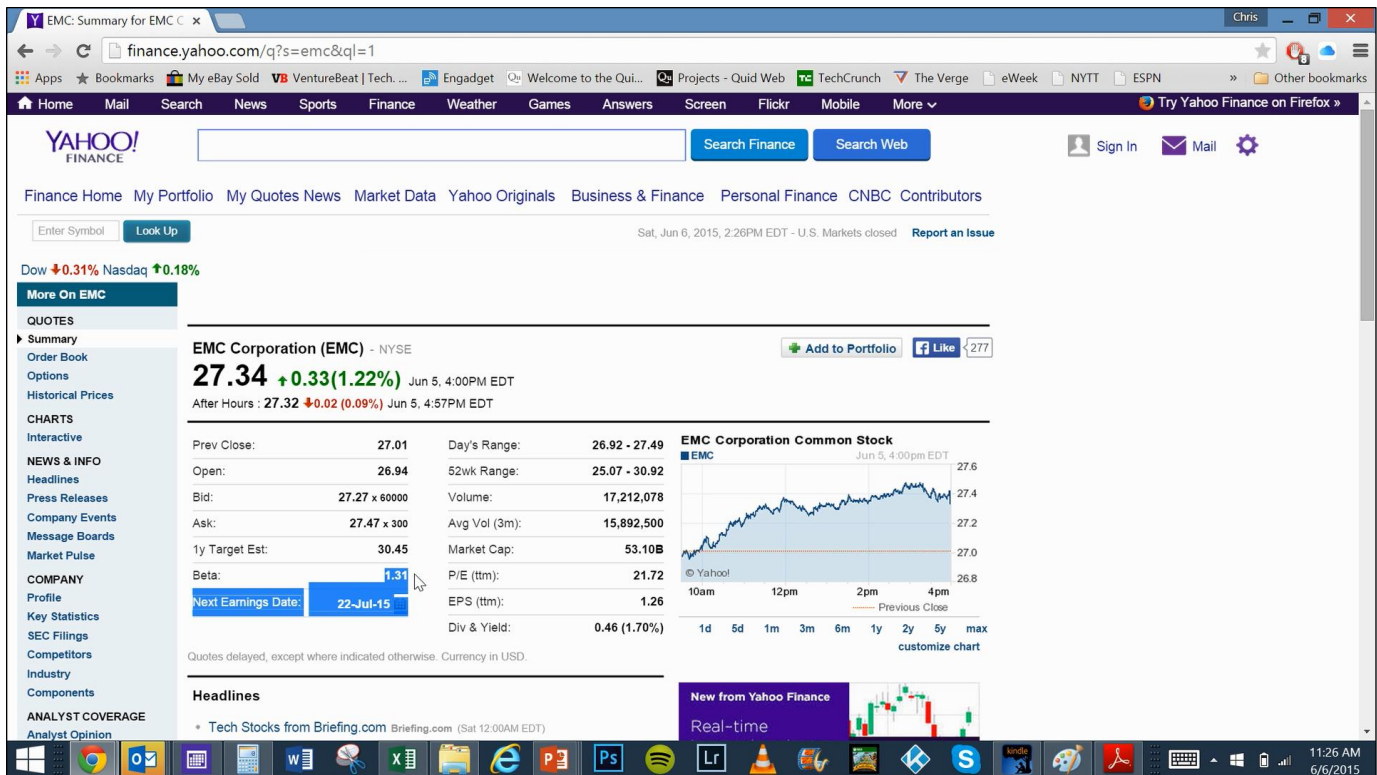 EMC: Summary for EMC C
Chris
finance.yahoo.com/q?s=emc&ql=1
Apps Bookmarks My eBay Sold VB VentureBeat | Tech. ... Engadget Qu Welcome to the Qui... Qu Projects - Quid Web TC TechCrunch The Verge eWeek NYTT ESPN » Other bookmarks
Home Mail Search News Sports Finance Weather Games Answers Screen Flickr Mobile More Try Yahoo Finance on Firefox »
YAHOO!
FINANCE
Search Finance Search Web Sign In Mail
Finance Home My Portfolio My Quotes News Market Data Yahoo Originals Business & Finance Personal Finance CNBC Contributors
Enter Symbol Look Up Sat, Jun 6, 2015, 2:26PM EDT - U.S. Markets closed Report an Issue
Dow 0.31% Nasdaq 0.18%
More On EMC
QUOTES
Summary
Order Book
Options
Historical Prices
CHARTS
Interactive
NEWS & INFO
Headlines
Press Releases
Company Events
Message Boards
Market Pulse
COMPANY
Profile
Key Statistics
SEC Filings
Competitors
Industry
Components
ANALYST COVERAGE
Analyst Opinion
EMC Corporation (EMC) - NYSE
Add to Portfolio Like 277
27.34 0.33(1.22%) Jun 5, 4:00PM EDT
After Hours : 27.32 0.02 (0.09%) Jun 5, 4:57PM EDT
Prev Close: 27.01
Open: 26.94
Bid: 27.27 x 60000
Ask: 27.47 x 300
1y Target Est: 30.45
Beta: 1.31
Next Earnings Date: 22-Jul-15
Day's Range: 26.92 - 27.49
52wk Range: 25.07 - 30.92
Volume: 17,212,078
Avg Vol (3m): 15,892,500
Market Cap: 53.10B
P/E (ttm): 21.72
EPS (ttm): 1.26
Div & Yield: 0.46 (1.70%)
EMC Corporation Common Stock
EMC Jun 5, 4:00pm EDT
27.6
27.4
27.2
27.0
26.8
© Yahoo!
10am 12pm 2pm 4pm
Previous Close
1d 5d 1m 3m 6m 1y 2y 5y max
customize chart
Quotes delayed, except where indicated otherwise. Currency in USD.
Headlines
Tech Stocks from Briefing.com Briefing.com (Sat 12:00AM EDT)
New from Yahoo Finance
Real-time
Ps Lr kindle
11:26 AM
6/6/2015